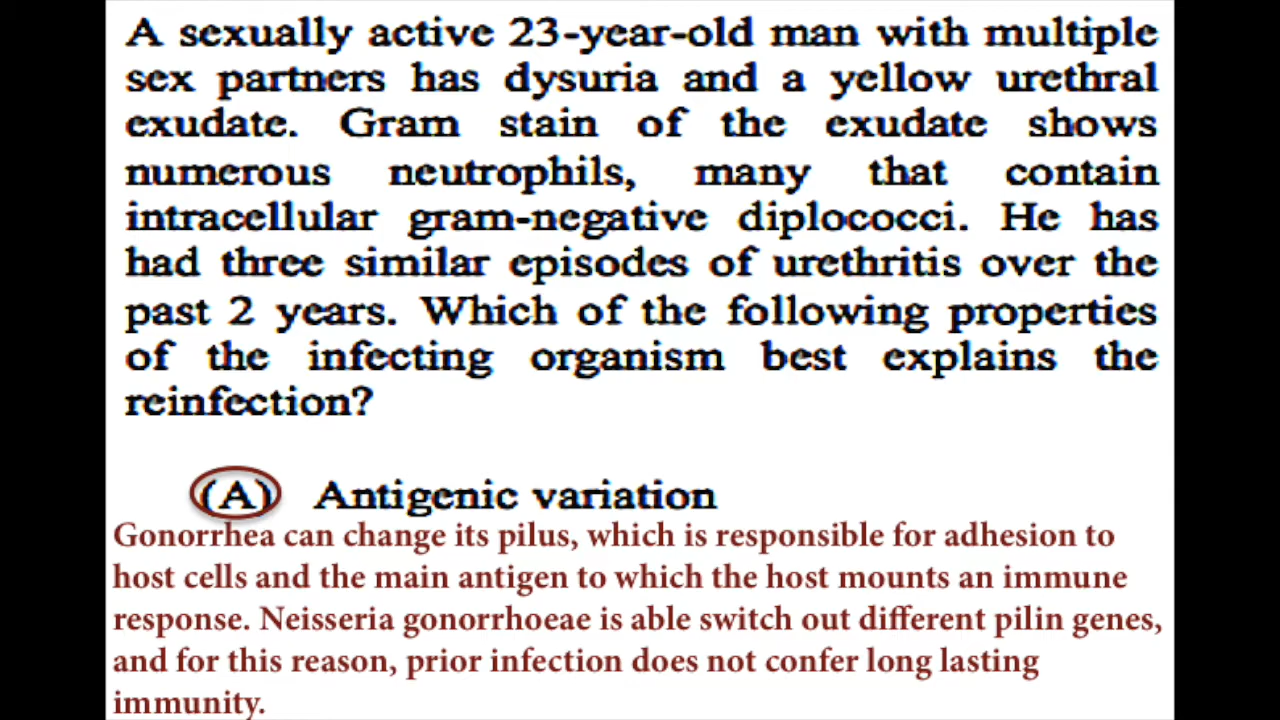 A sexually active 23-year-old man with multiple
sex partners has dysuria and a yellow urethral
exudate. Gram stain of the exudate shows
numerous neutrophils, many that contain
intracellular gram-negative diplococci. He has
had three similar episodes of urethritis over the
past 2 years. Which of the following properties
of the infecting organism best explains the
reinfection?
(A) Antigenic variation
Gonorrhea can change its pilus, which is responsible for adhesion to
host cells and the main antigen to which the host mounts an immune
response. Neisseria gonorrhoeae is able switch out different pilin genes,
and for this reason, prior infection does not confer long lasting
immunity.